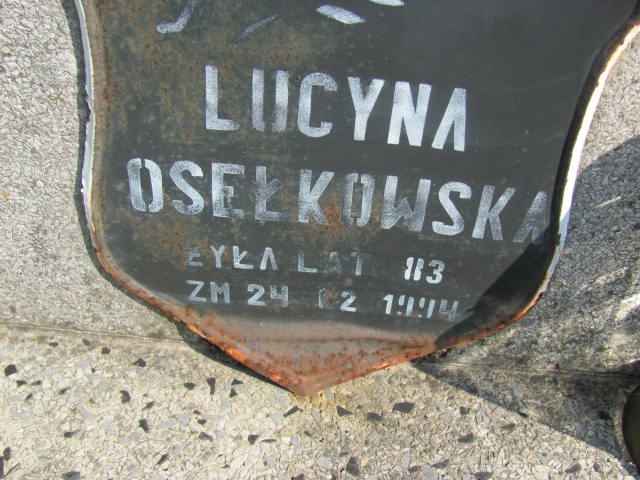 LUCYNA
OSEŁKOWSKA
ŻYŁA LAT 83
ZM 24 02 1994